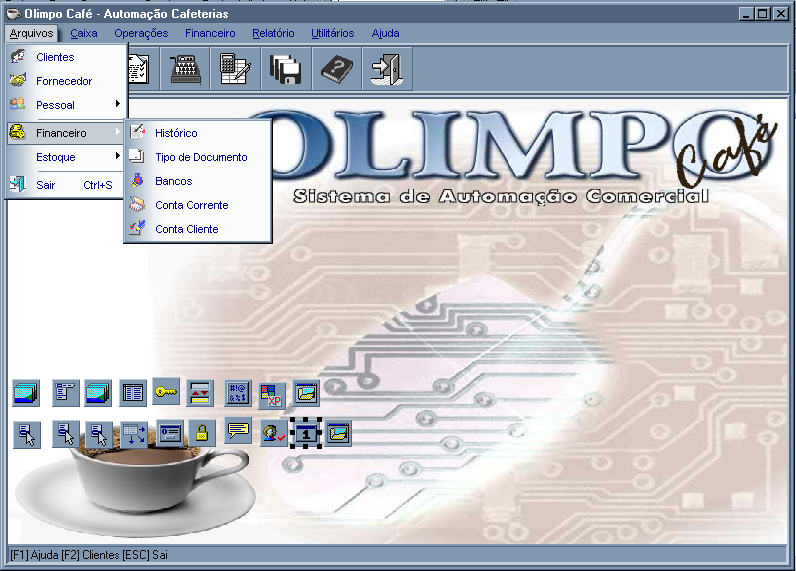 Olimpo Café - Automação Cafeterias
Arquivos Caixa Operações Financeiro Relatório Utilitários Ajuda
Clientes
Fornecedor
Pessoal
Financeiro
Estoque
Sair Ctrl+S
Histórico
Tipo de Documento
Bancos
Conta Corrente
Conta Cliente
OLIMPO
Café
Sistema de Automação Comercial
#!@
&%$
XP
1
[F1] Ajuda [F2] Clientes [ESC] Sai